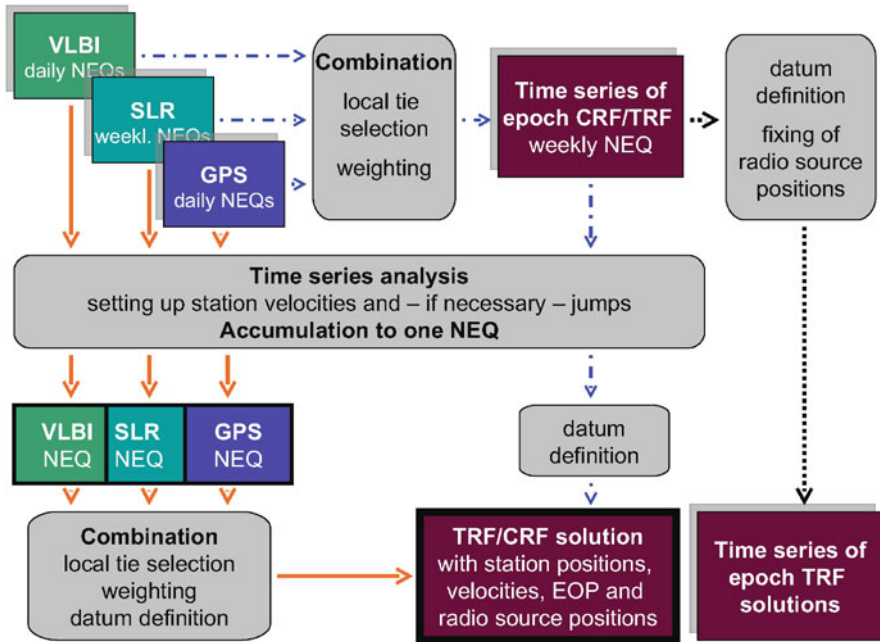 VLBI
daily NEQs
SLR
weekl. NEQs
GPS
daily NEQs
Combination
local tie
selection
weighting
Time series of
epoch CRF/TRF
weekly NEQ
datum
definition
fixing of
radio source
positions
Time series analysis
setting up station velocities and – if necessary – jumps
Accumulation to one NEQ
VLBI
NEQ
SLR
NEQ
GPS
NEQ
datum
definition
Combination
local tie selection
weighting
datum definition
TRF/CRF solution
with station positions,
velocities, EOP and
radio source positions
Time series of
epoch TRF
solutions